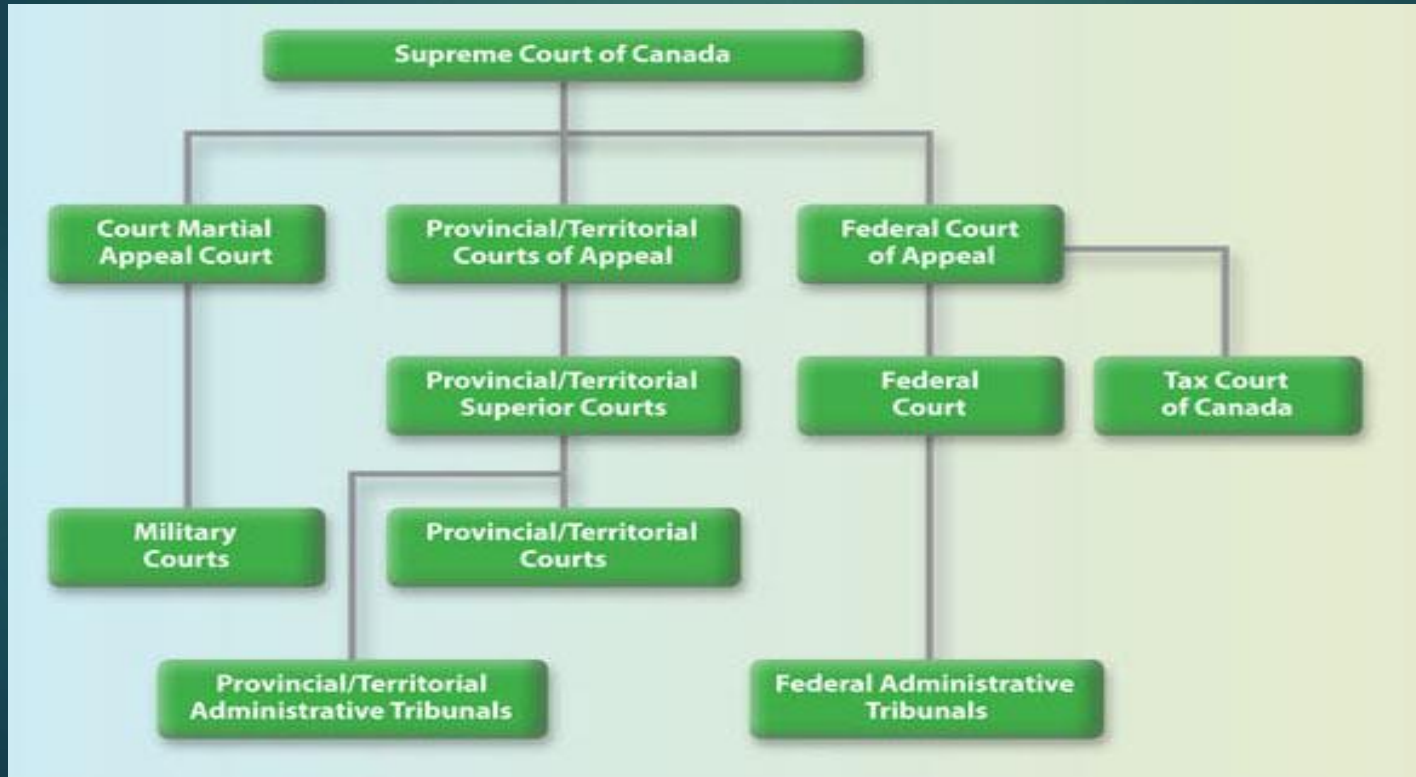 Supreme Court of Canada
Court Martial
Appeal Court
Provincial/Territorial
Courts of Appeal
Federal Court
of Appeal
Provincial/Territorial
Superior Courts
Federal
Court
Tax Court
of Canada
Military
Courts
Provincial/Territorial
Courts
Provincial/Territorial
Administrative Tribunals
Federal Administrative
Tribunals